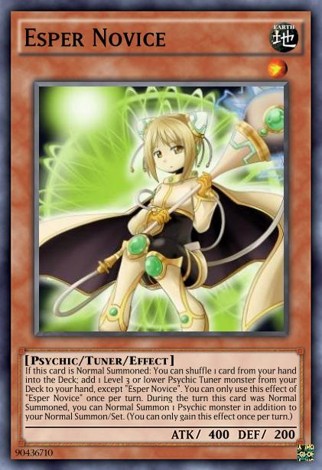 Esper Novice
EARTH
地
[Psychic/Tuner/Effect]
If this card is Normal Summoned: You can shuffle 1 card from your hand
into the Deck; add 1 Level 3 or lower Psychic Tuner monster from your
Deck to your hand, except "Esper Novice". You can only use this effect of
"Esper Novice" once per turn. During the turn this card was Normal
Summoned, you can Normal Summon 1 Psychic monster in addition to
your Normal Summon/Set. (You can only gain this effect once per turn.)
ATK/ 400 DEF/ 200
90436710